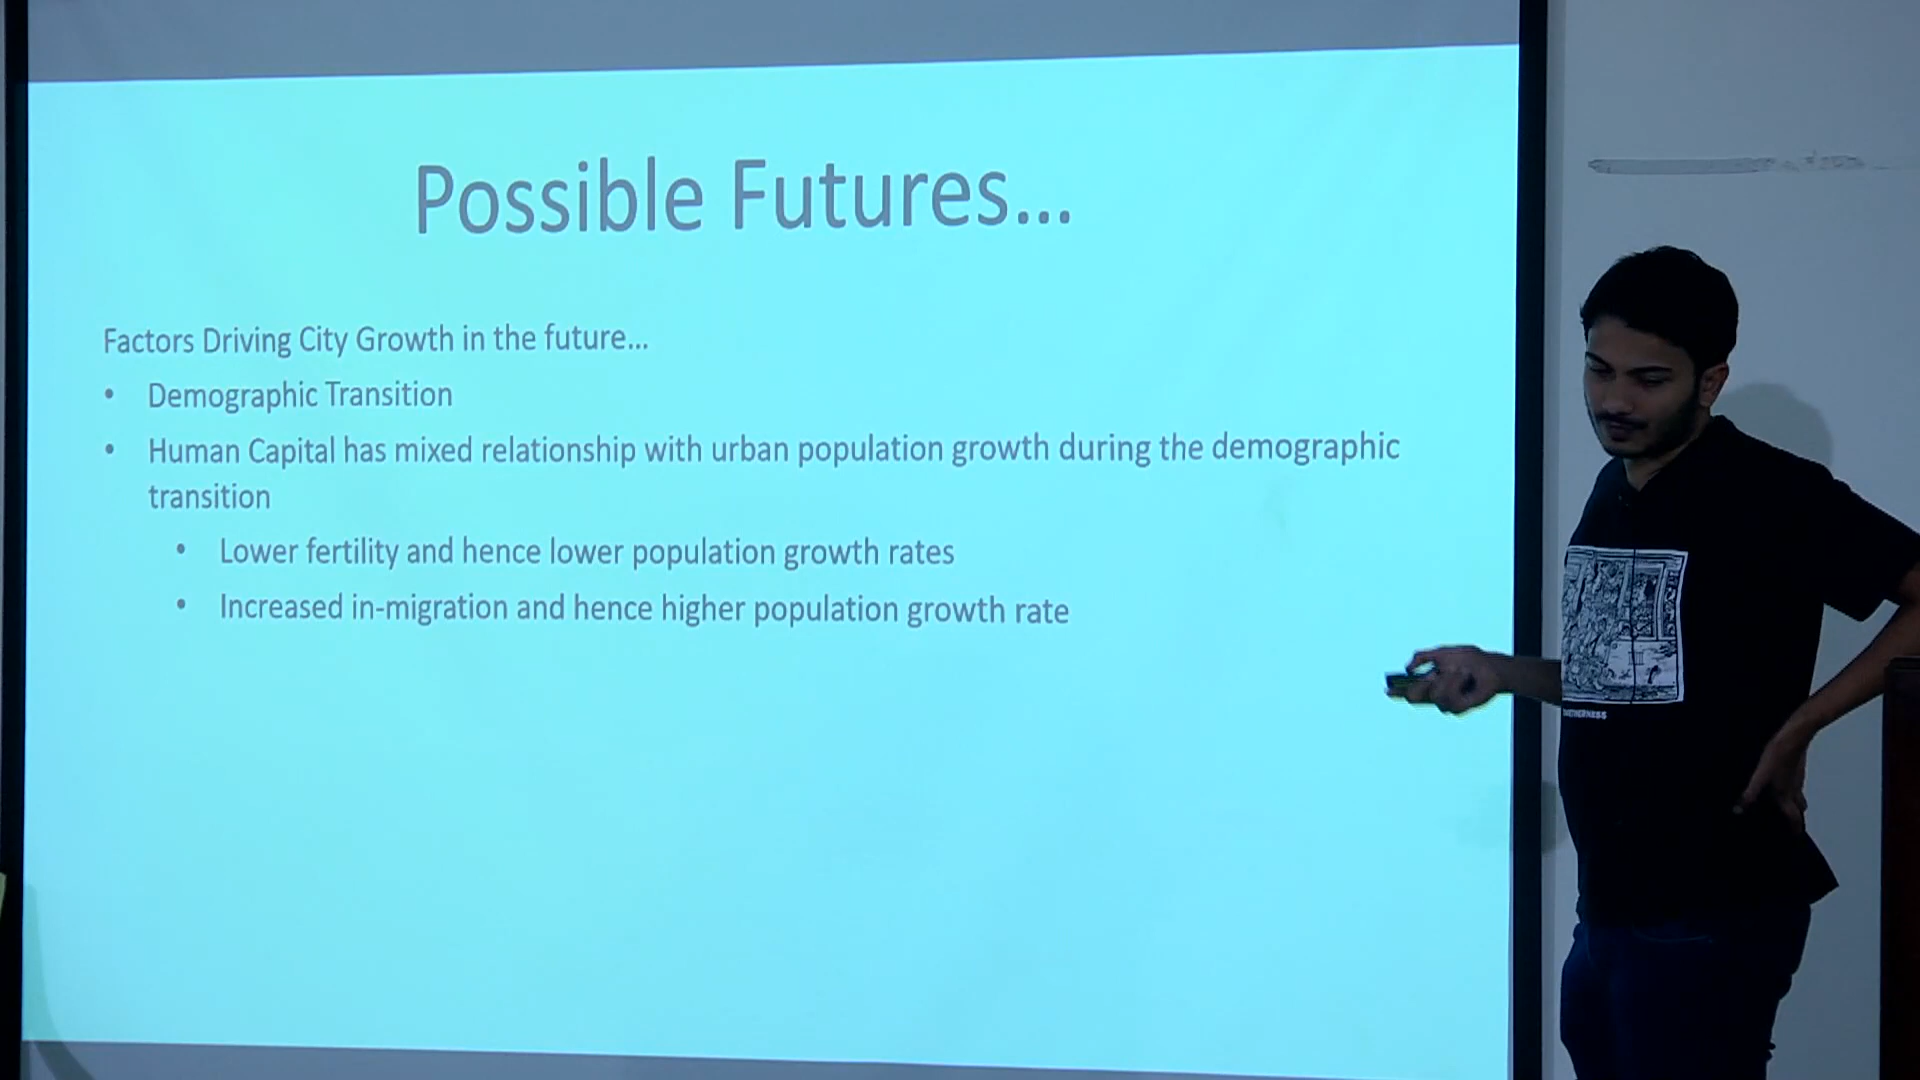 Possible Futures...
Factors Driving City Growth in the future...
• Demographic Transition
• Human Capital has mixed relationship with urban population growth during the demographic
transition
• Lower fertility and hence lower population growth rates
• Increased in-migration and hence higher population growth rate